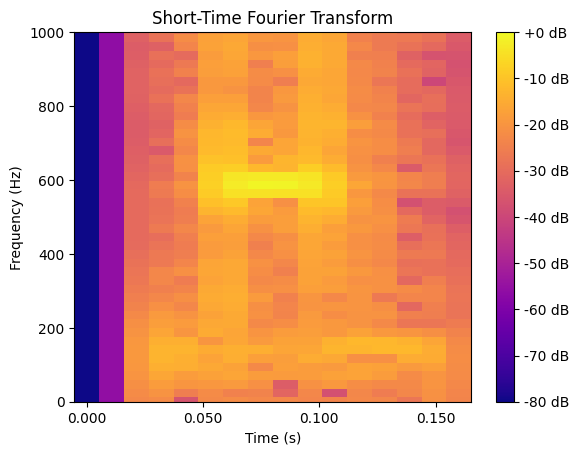 Short-Time Fourier Transform
1000
800
600
400
200
0
Frequency (Hz)
0.000
0.050
0.100
0.150
Time (s)
+0 dB
-10 dB
-20 dB
-30 dB
-40 dB
-50 dB
-60 dB
-70 dB
-80 dB